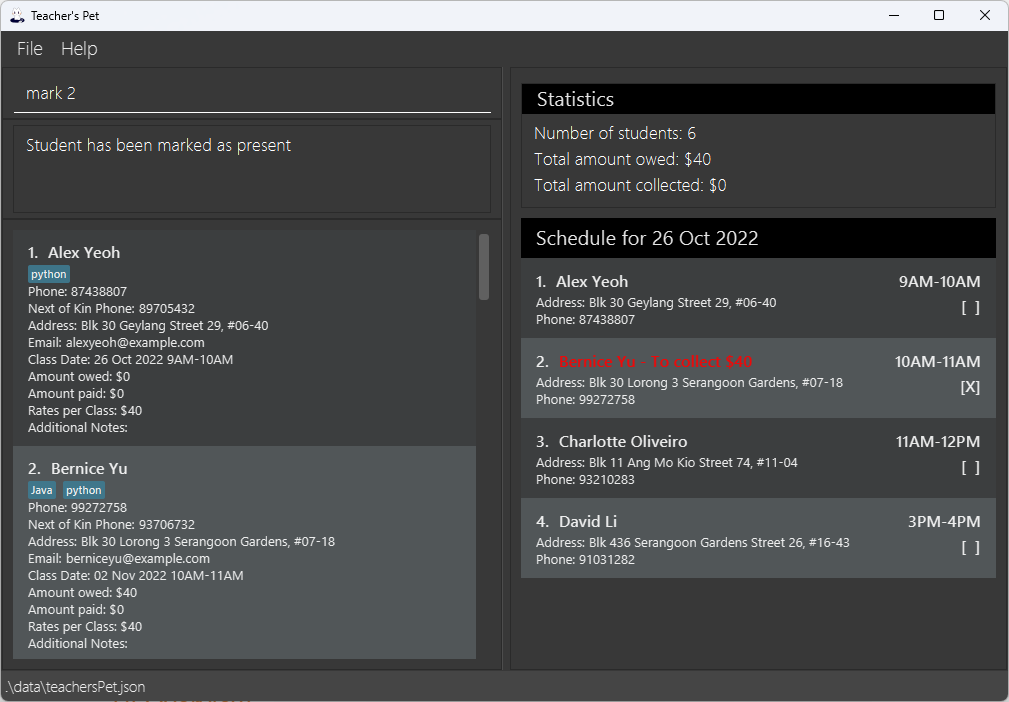 Teacher's Pet
File Help
mark 2
Student has been marked as present
1. Alex Yeoh
python
Phone: 87438807
Next of Kin Phone: 89705432
Address: Blk 30 Geylang Street 29, #06-40
Email: alexyeoh@example.com
Class Date: 26 Oct 2022 9AM-10AM
Amount owed: $0
Amount paid: $0
Rates per Class: $40
Additional Notes:
2. Bernice Yu
Java python
Phone: 99272758
Next of Kin Phone: 93706732
Address: Blk 30 Lorong 3 Serangoon Gardens, #07-18
Email: berniceyu@example.com
Class Date: 02 Nov 2022 10AM-11AM
Amount owed: $40
Amount paid: $0
Rates per Class: $40
Additional Notes:
Statistics
Number of students: 6
Total amount owed: $40
Total amount collected: $0
Schedule for 26 Oct 2022
1. Alex Yeoh 9AM-10AM
Address: Blk 30 Geylang Street 29, #06-40 [ ]
Phone: 87438807
2. Bernice Yu - To collect $40 10AM-11AM
Address: Blk 30 Lorong 3 Serangoon Gardens, #07-18 [X]
Phone: 99272758
3. Charlotte Oliveiro 11AM-12PM
Address: Blk 11 Ang Mo Kio Street 74, #11-04 [ ]
Phone: 93210283
4. David Li 3PM-4PM
Address: Blk 436 Serangoon Gardens Street 26, #16-43 [ ]
Phone: 91031282
.\data\teachersPet.json